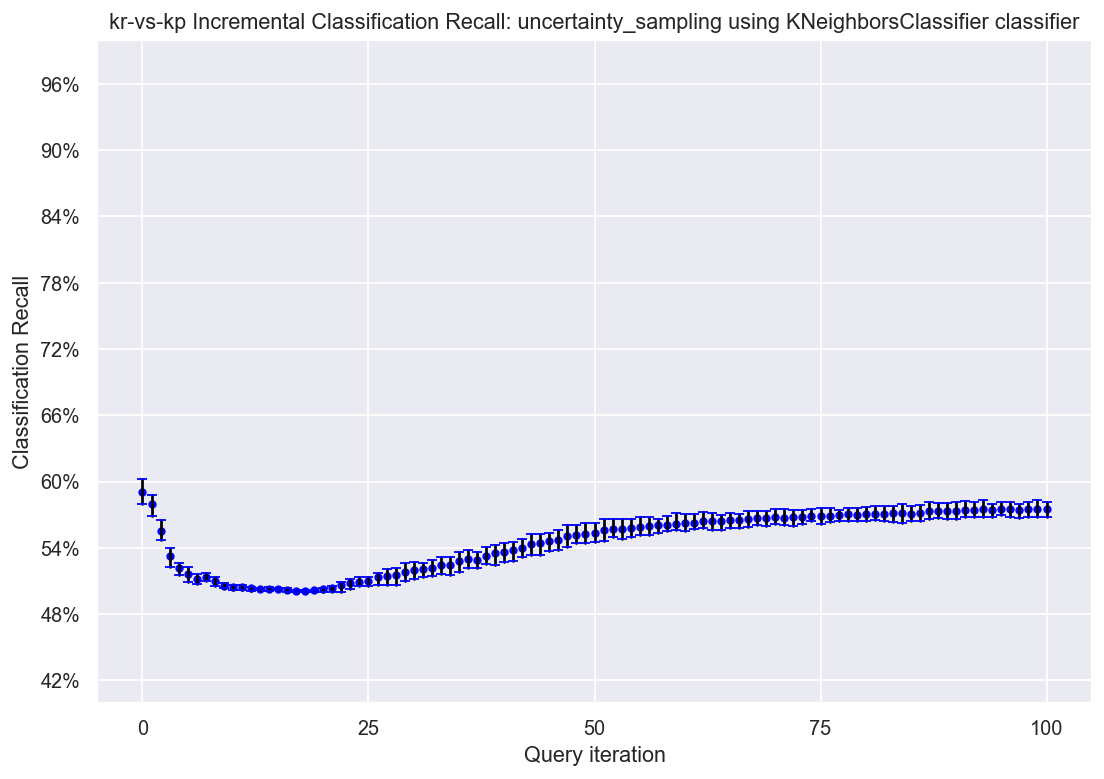 kr-vs-kp Incremental Classification Recall: uncertainty_sampling using KNeighborsClassifier classifier
96%
90%
84%
78%
72%
66%
60%
54%
48%
42%
Classification Recall
0 25 50 75 100
Query iteration